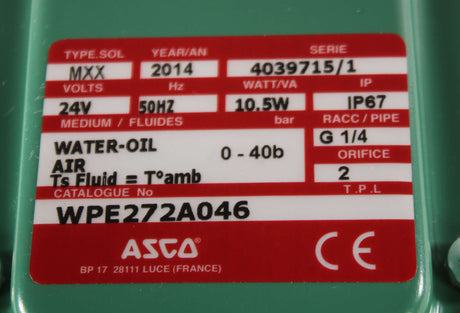 TYPE.SOL YEAR/AN SERIE
MXX 2014 4039715/1
VOLTS Hz WATT/VA IP
24V 50HZ 10.5W IP67
MEDIUM / FLUIDES bar RACC / PIPE
WATER-OIL 0 - 40b G 1/4
AIR ORIFICE
Ts Fluid = T°amb 2
CATALOGUE No T.P.L
WPE272A046
ASCO
BP 17 28111 LUCE (FRANCE)
CE